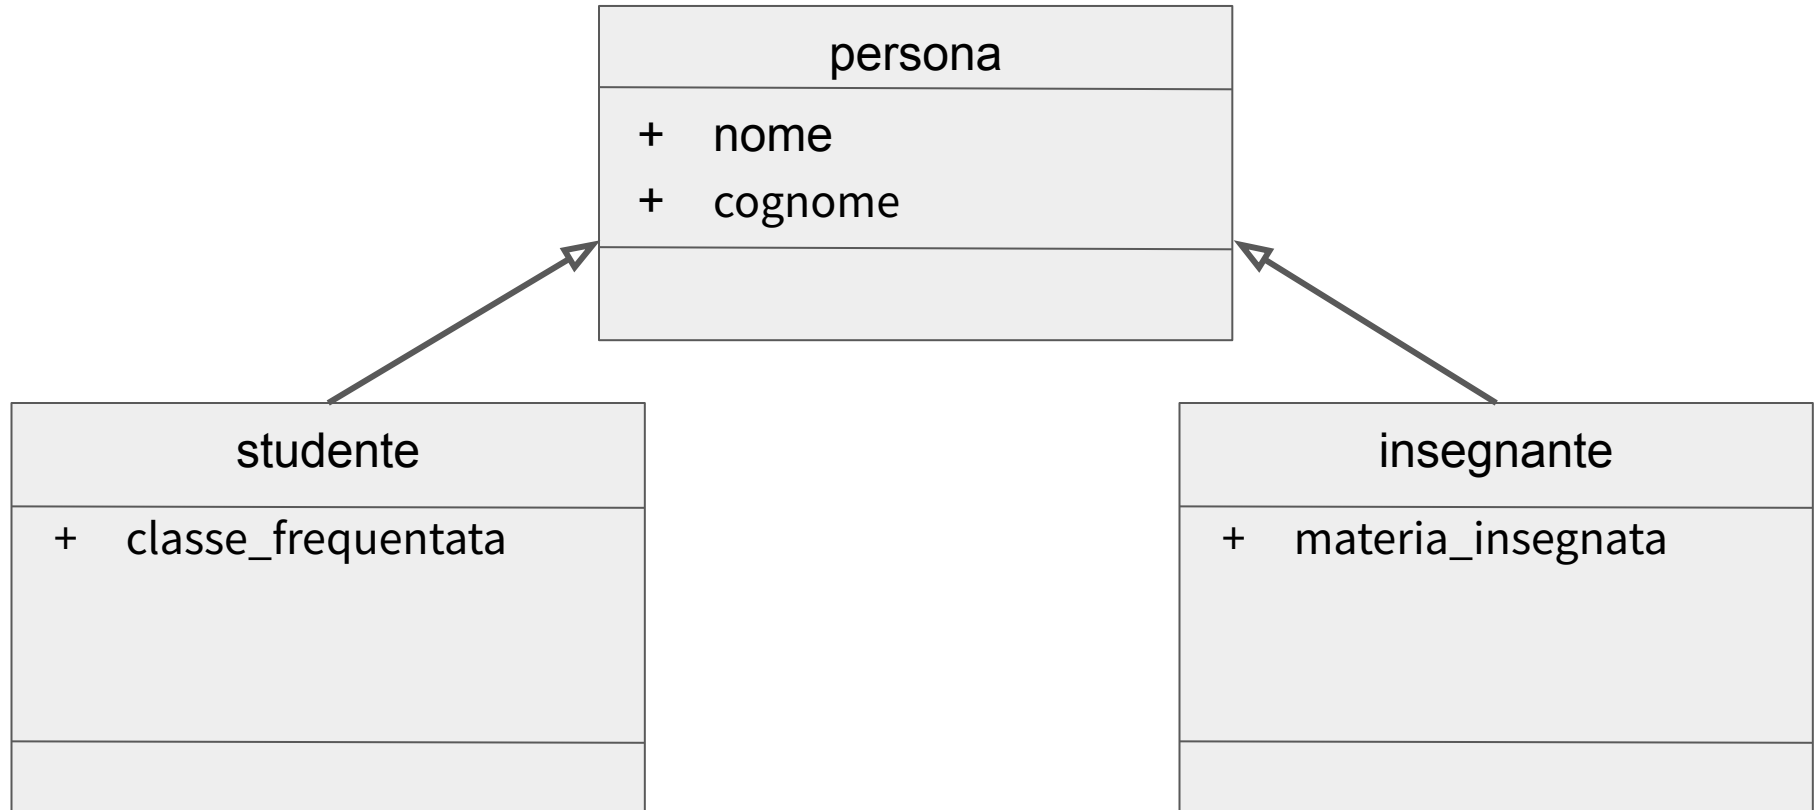 persona
+ nome
+ cognome
studente
+ classe_frequentata
insegnante
+ materia_insegnata